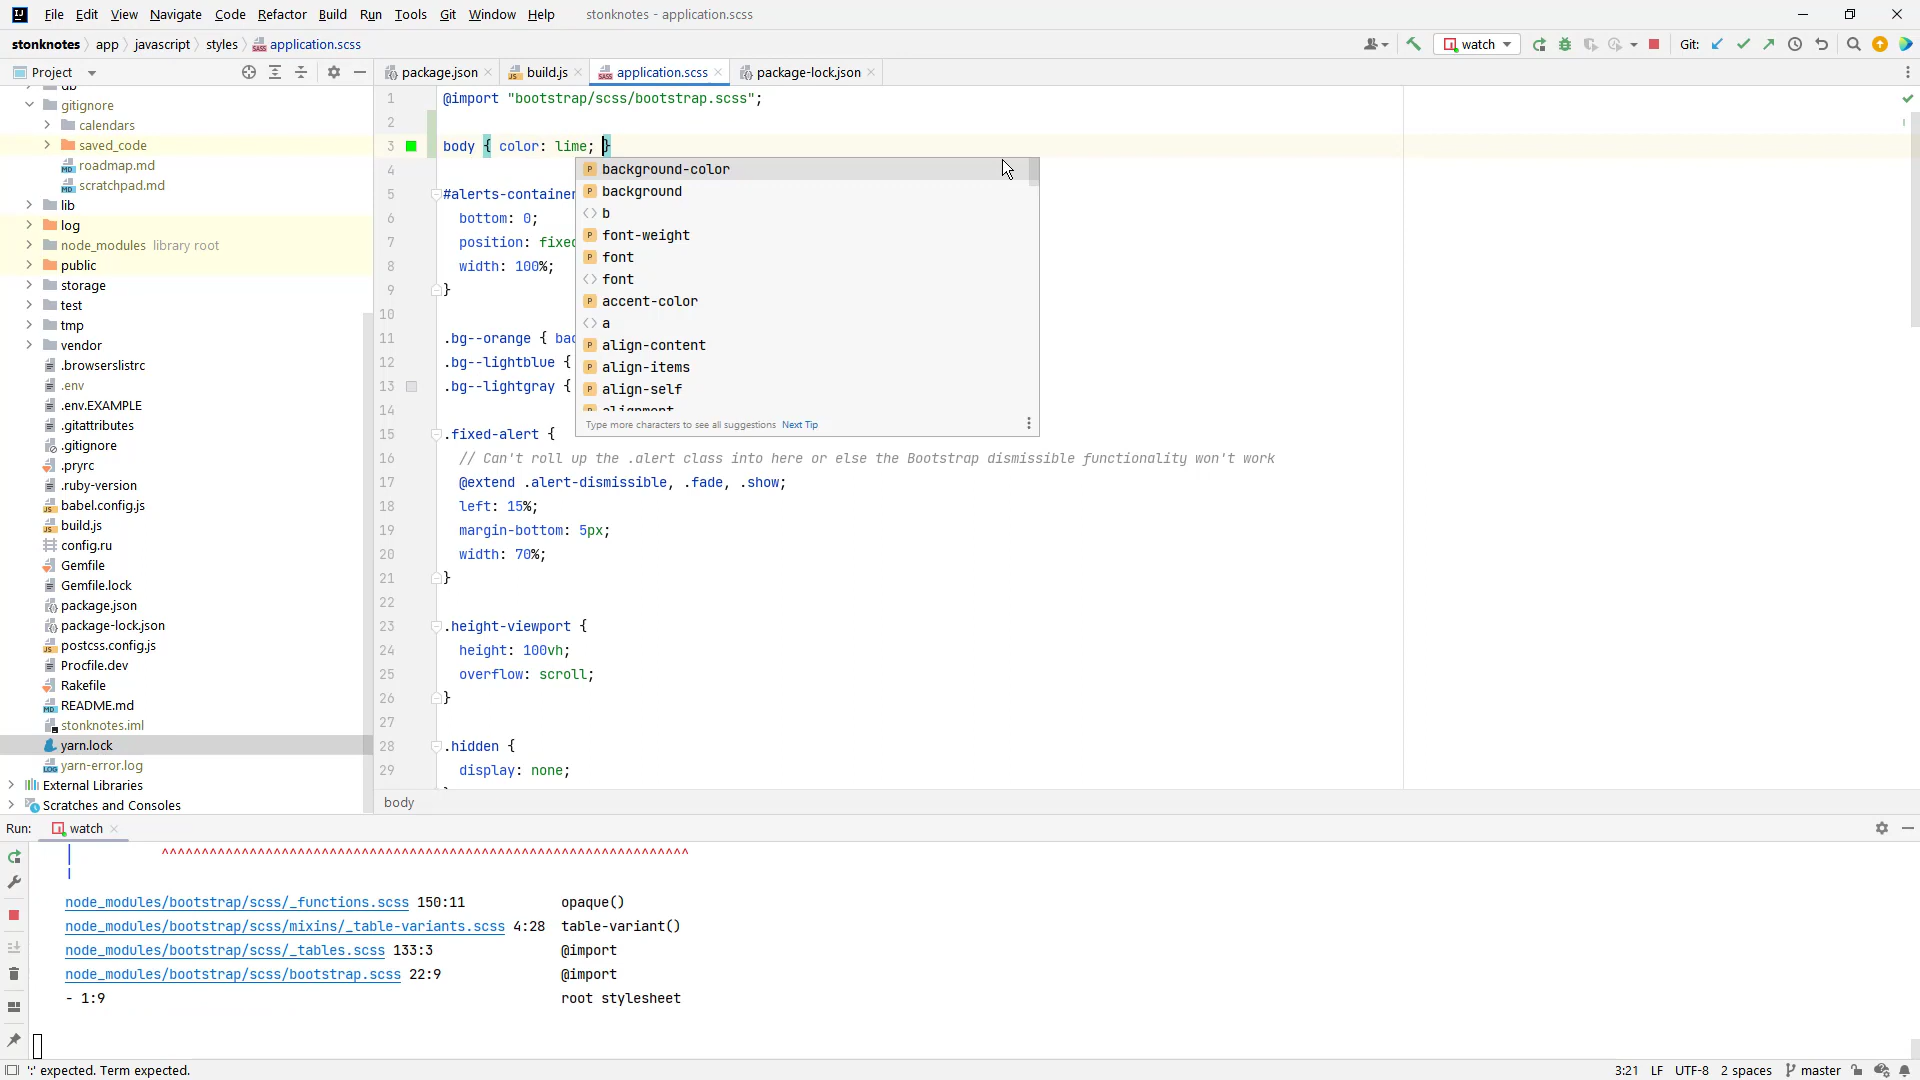 File Edit View Navigate Code Refactor Build Run Tools Git Window Help stonknotes - application.scss
stonknotes app javascript styles application.scss watch Git:
Project package.json build.js application.scss package-lock.json
gitignore
calendars
saved_code
roadmap.md
scratchpad.md
lib
log
node_modules library root
public
storage
test
tmp
vendor
.browserslistrc
.env
.env.EXAMPLE
.gitattributes
.gitignore
.pryrc
.ruby-version
babel.config.js
build.js
config.ru
Gemfile
Gemfile.lock
package.json
package-lock.json
postcss.config.js
Procfile.dev
Rakefile
README.md
stonknotes.iml
yarn.lock
yarn-error.log
External Libraries
Scratches and Consoles
1 @import "bootstrap/scss/bootstrap.scss";
2
3 body { color: lime; }
4
5 #alerts-container
6 bottom: 0;
7 position: fixed
8 width: 100%;
9 }
10
11 .bg--orange { bac
12 .bg--lightblue {
13 .bg--lightgray {
14
15 .fixed-alert {
16 // Can't roll up the .alert class into here or else the Bootstrap dismissible functionality won't work
17 @extend .alert-dismissible, .fade, .show;
18 left: 15%;
19 margin-bottom: 5px;
20 width: 70%;
21 }
22
23 .height-viewport {
24 height: 100vh;
25 overflow: scroll;
26 }
27
28 .hidden {
29 display: none;
background-color
background
b
font-weight
font
font
accent-color
a
align-content
align-items
align-self
alignment
Type more characters to see all suggestions Next Tip
body
Run: watch
^^^^^^^^^^^^^^^^^^^^^^^^^^^^^^^^^^^^^^^^^^^^^^^^^^^^^^^^^^^^^^^^^^
node_modules/bootstrap/scss/_functions.scss 150:11 opaque()
node_modules/bootstrap/scss/mixins/_table-variants.scss 4:28 table-variant()
node_modules/bootstrap/scss/_tables.scss 133:3 @import
node_modules/bootstrap/scss/bootstrap.scss 22:9 @import
- 1:9 root stylesheet
':' expected. Term expected. 3:21 LF UTF-8 2 spaces master